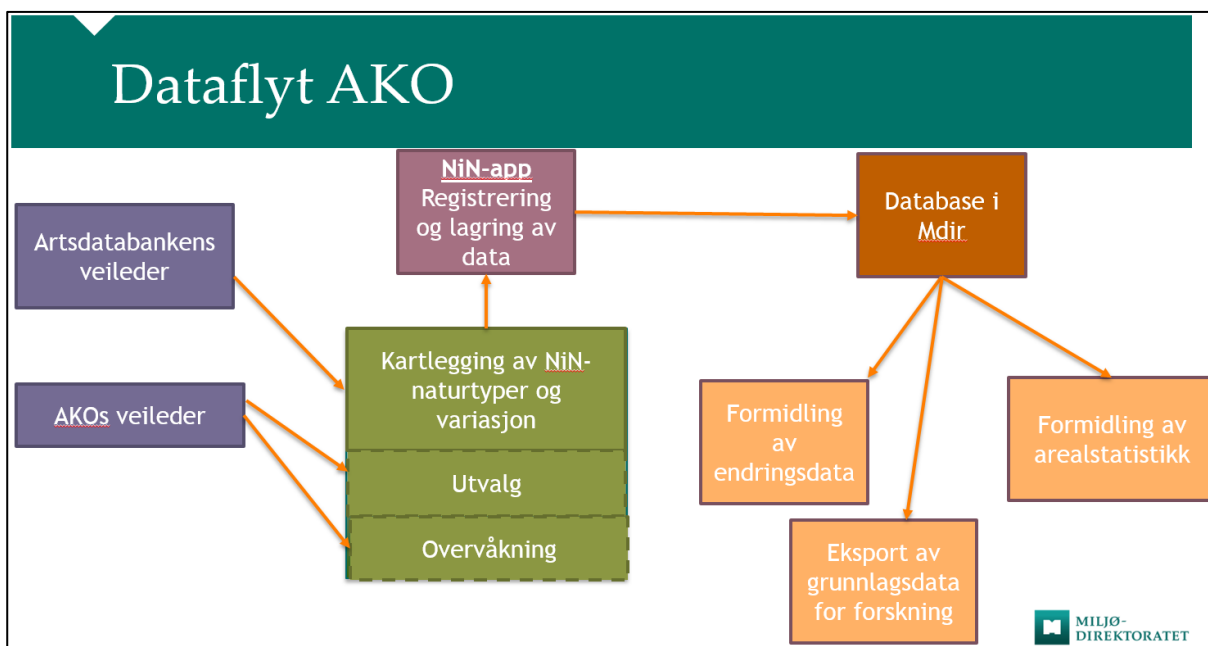 Dataflyt AKO
Artsdatabankens
veileder
AKOs veileder
NiN-app
Registrering
og lagring av
data
Kartlegging av NiN-
naturtyper og
variasjon
Utvalg
Overvåkning
Database i
Mdir
Formidling
av
endringsdata
Eksport av
grunnlagsdata
for forskning
Formidling av
arealstatistikk
MILJØ-
DIREKTORATET